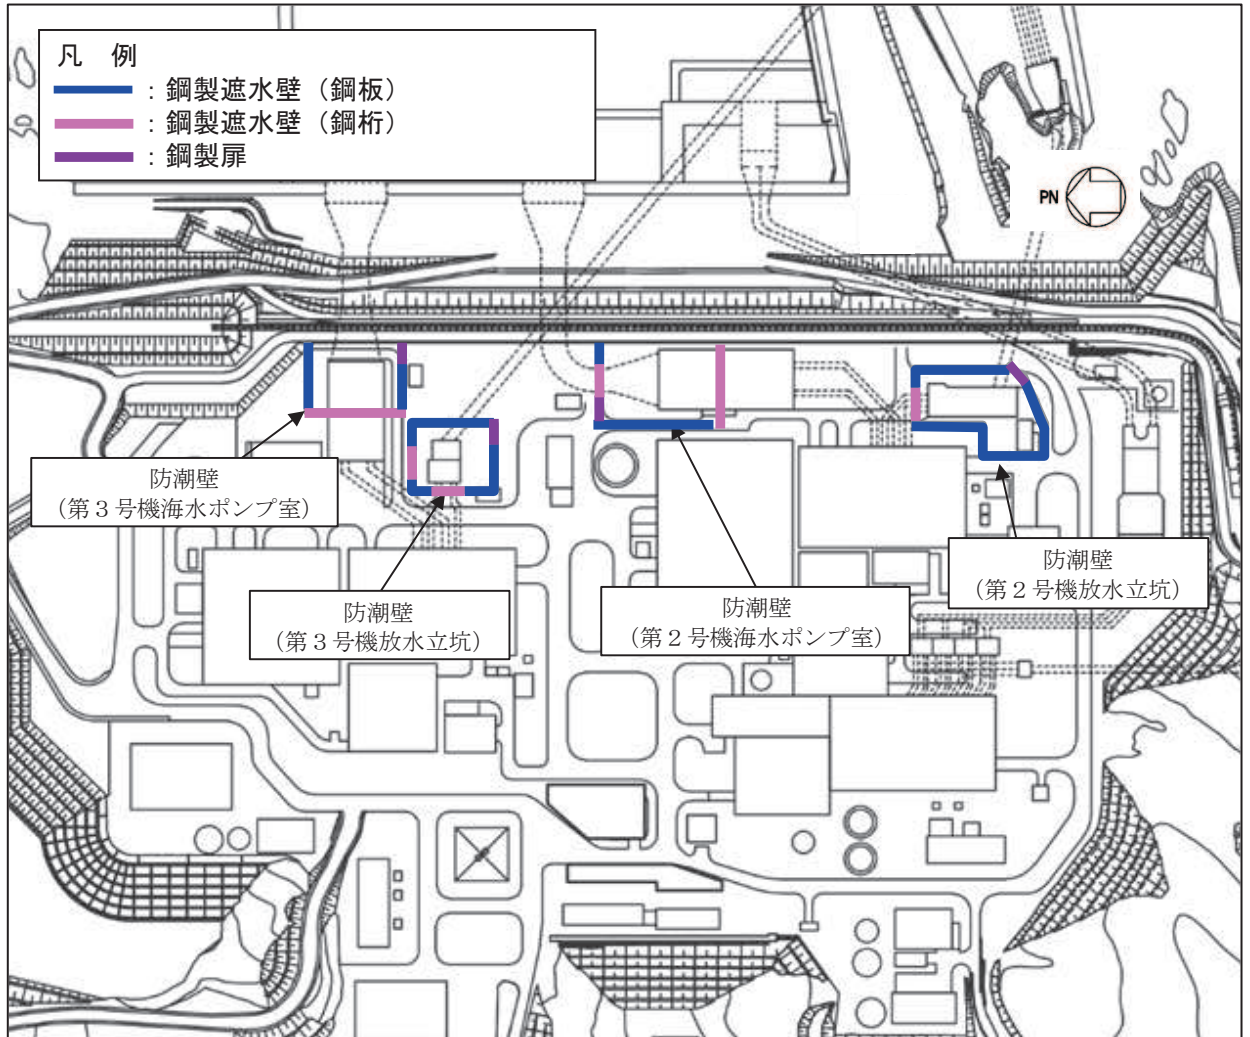 凡　例
：鋼製遮水壁（鋼板）
：鋼製遮水壁（鋼桁）
：鋼製扉
PN
防潮壁
（第３号機海水ポンプ室）
防潮壁
（第３号機放水立坑）
防潮壁
（第２号機海水ポンプ室）
防潮壁
（第２号機放水立坑）